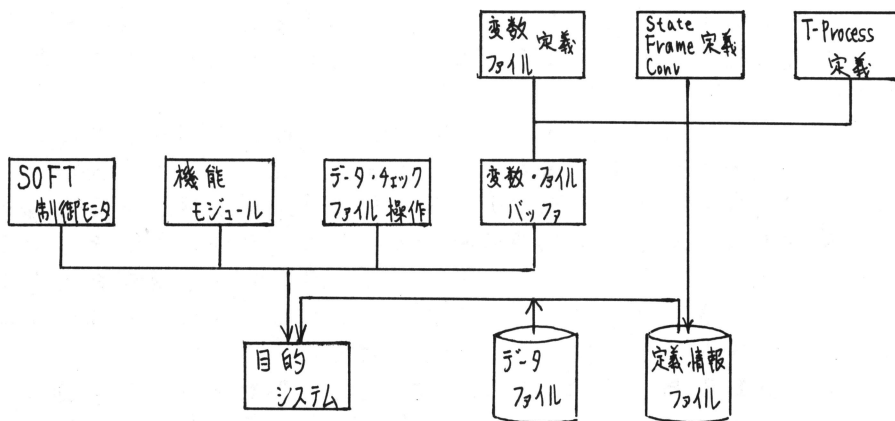 変数 定義
ファイル
State
Frame 定義
Conv
T-Process
定義
SOFT
制御モニタ
機能
モジュール
データ・チェック
ファイル操作
変数・ファイル
バッファ
目的
システム
データ
ファイル
定義情報
ファイル